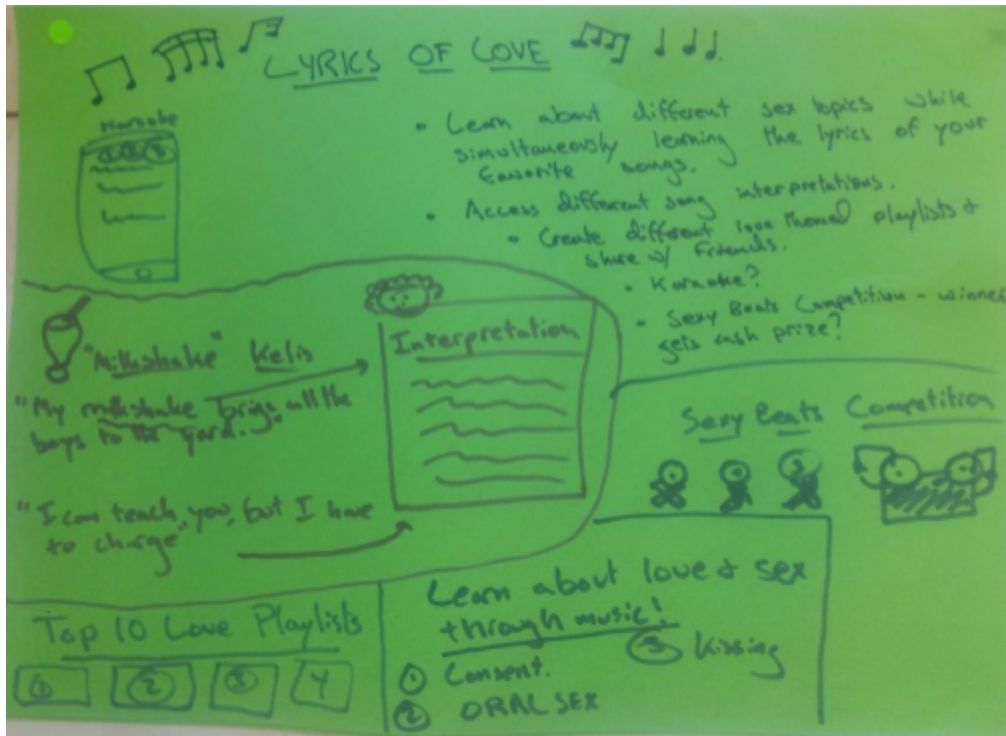 LYRICS OF LOVE
Karaoke
① ② ③
• Learn about different sex topics while
simultaneously learning the lyrics of your
favorite songs.
• Access different song interpretations.
• Create different love themed playlists &
share w/ Friends.
• Karaoke?
• Sexy Beats Competition - winner
gets cash prize?
"Milkshake" Kelis
"My milkshake brigs all the
boys to the yard."
"I can teach you, but I have
to charge"
Interpretation
Sexy Beats Competition
Top 10 Love Playlists
① ② ③ 4
Learn about love & sex
through music!
① Consent.
② ORAL SEX
③ Kissing